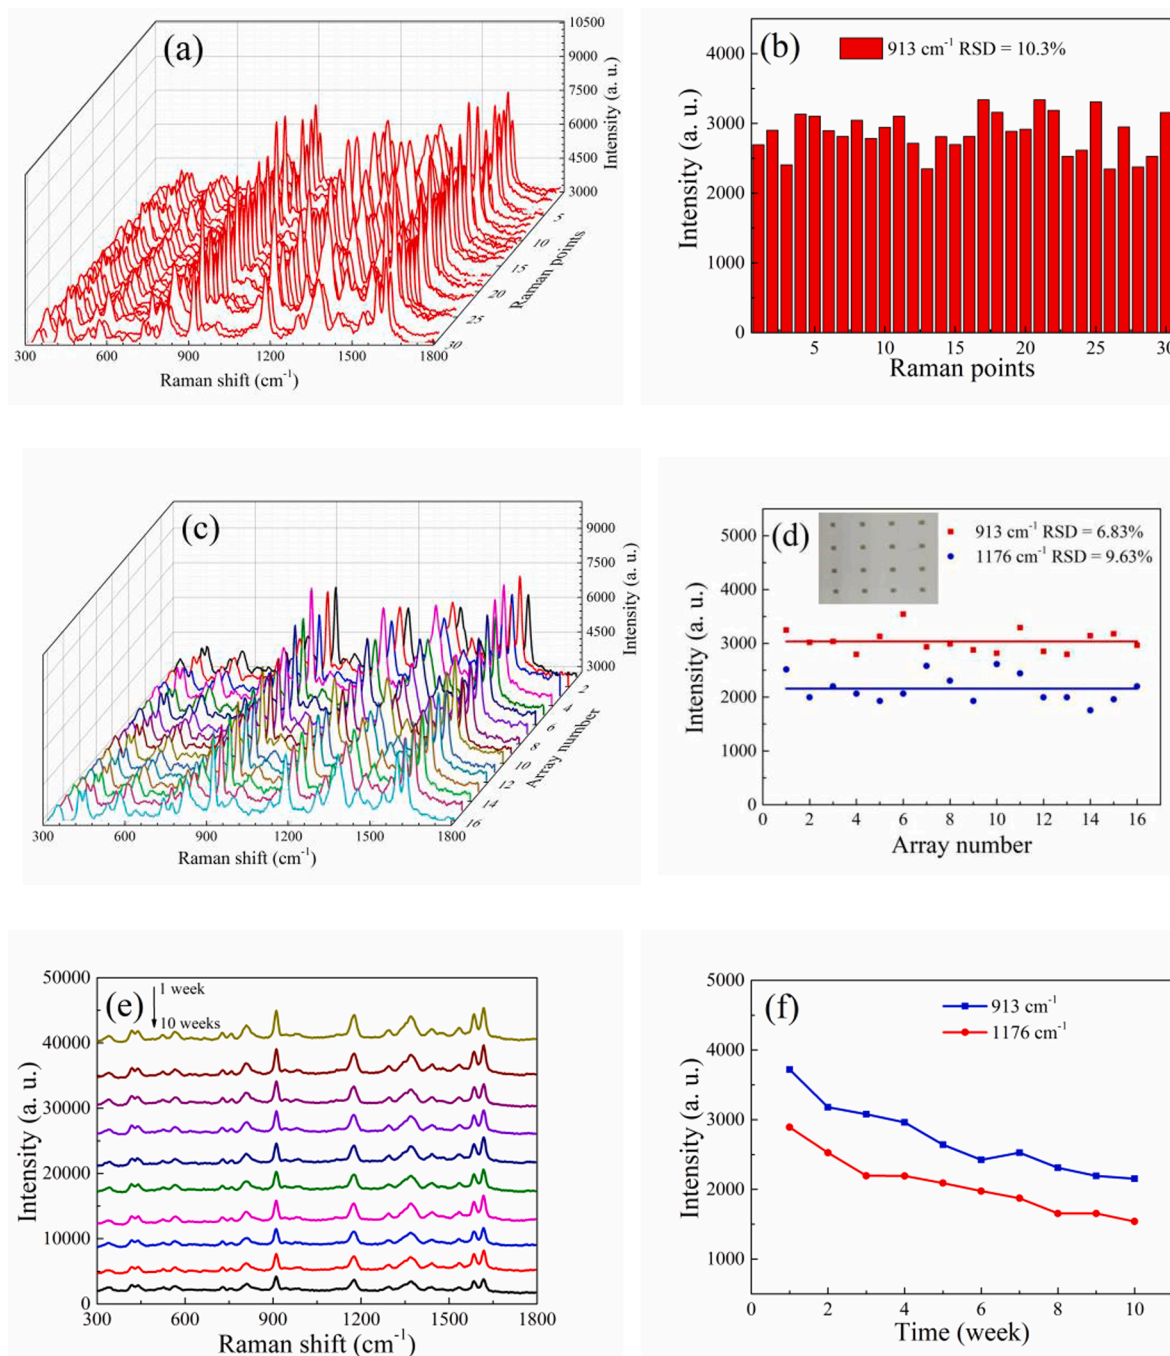 (a)
10500
9000
7500
6000
4500
3000
Intensity (a. u.)
5
10
15
20
25
30
Raman points
300 600 900 1200 1500 1800
Raman shift (cm-1)
(b)
913 cm-1 RSD = 10.3%
4000
3000
2000
1000
0
Intensity (a. u.)
5 10 15 20 25 30
Raman points
(c)
9000
7500
6000
4500
3000
Intensity (a. u.)
2
4
6
8
10
12
14
16
Array number
300 600 900 1200 1500 1800
Raman shift (cm-1)
(d)
913 cm-1 RSD = 6.83%
1176 cm-1 RSD = 9.63%
5000
4000
3000
2000
1000
0
Intensity (a. u.)
0 2 4 6 8 10 12 14 16
Array number
(e)
1 week
10 weeks
50000
40000
30000
20000
10000
0
Intensity (a. u.)
300 600 900 1200 1500 1800
Raman shift (cm-1)
(f)
913 cm-1
1176 cm-1
5000
4000
3000
2000
1000
Intensity (a. u.)
0 2 4 6 8 10
Time (week)